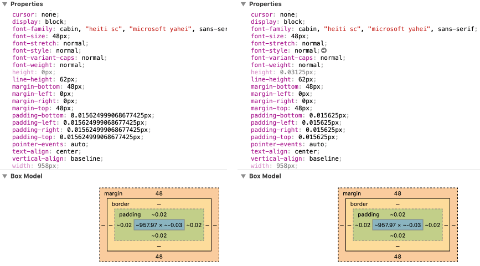 Properties
cursor: none;
display: block;
font-family: cabin, "heiti sc", "microsoft yahei", sans-ser
font-size: 48px;
font-stretch: normal;
font-style: normal;
font-variant-caps: normal;
font-weight: normal;
height: 0px;
line-height: 62px;
margin-bottom: 48px;
margin-left: 0px;
margin-right: 0px;
margin-top: 48px;
padding-bottom: 0.015624999068677425px;
padding-left: 0.015624999068677425px;
padding-right: 0.015624999068677425px;
padding-top: 0.015624999068677425px;
pointer-events: auto;
text-align: center;
vertical-align: baseline;
width: 958px;
Box Model
margin 48
border –
padding ~0.02
– – ~0.02 ~957.97 × ~-0.03 ~0.02 – –
~0.02
–
48
Properties
cursor: none;
display: block;
font-family: cabin, "heiti sc", "microsoft yahei", sans-serif;
font-size: 48px;
font-stretch: normal;
font-style: normal;
font-variant-caps: normal;
font-weight: normal;
height: 0.03125px;
line-height: 62px;
margin-bottom: 48px;
margin-left: 0px;
margin-right: 0px;
margin-top: 48px;
padding-bottom: 0.015625px;
padding-left: 0.015625px;
padding-right: 0.015625px;
padding-top: 0.015625px;
pointer-events: auto;
text-align: center;
vertical-align: baseline;
width: 958px;
Box Model
margin 48
border –
padding ~0.02
– – ~0.02 ~957.97 × ~-0.03 ~0.02 – –
~0.02
–
48